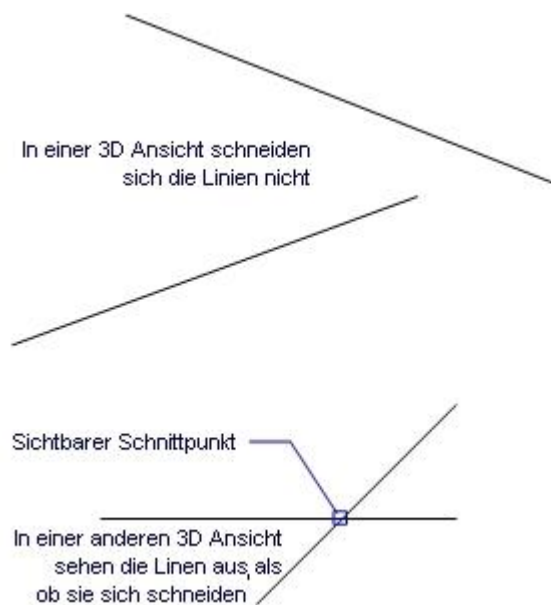 In einer 3D Ansicht schneiden
sich die Linien nicht
Sichtbarer Schnittpunkt
In einer anderen 3D Ansicht
sehen die Linen aus, als
ob sie sich schneiden